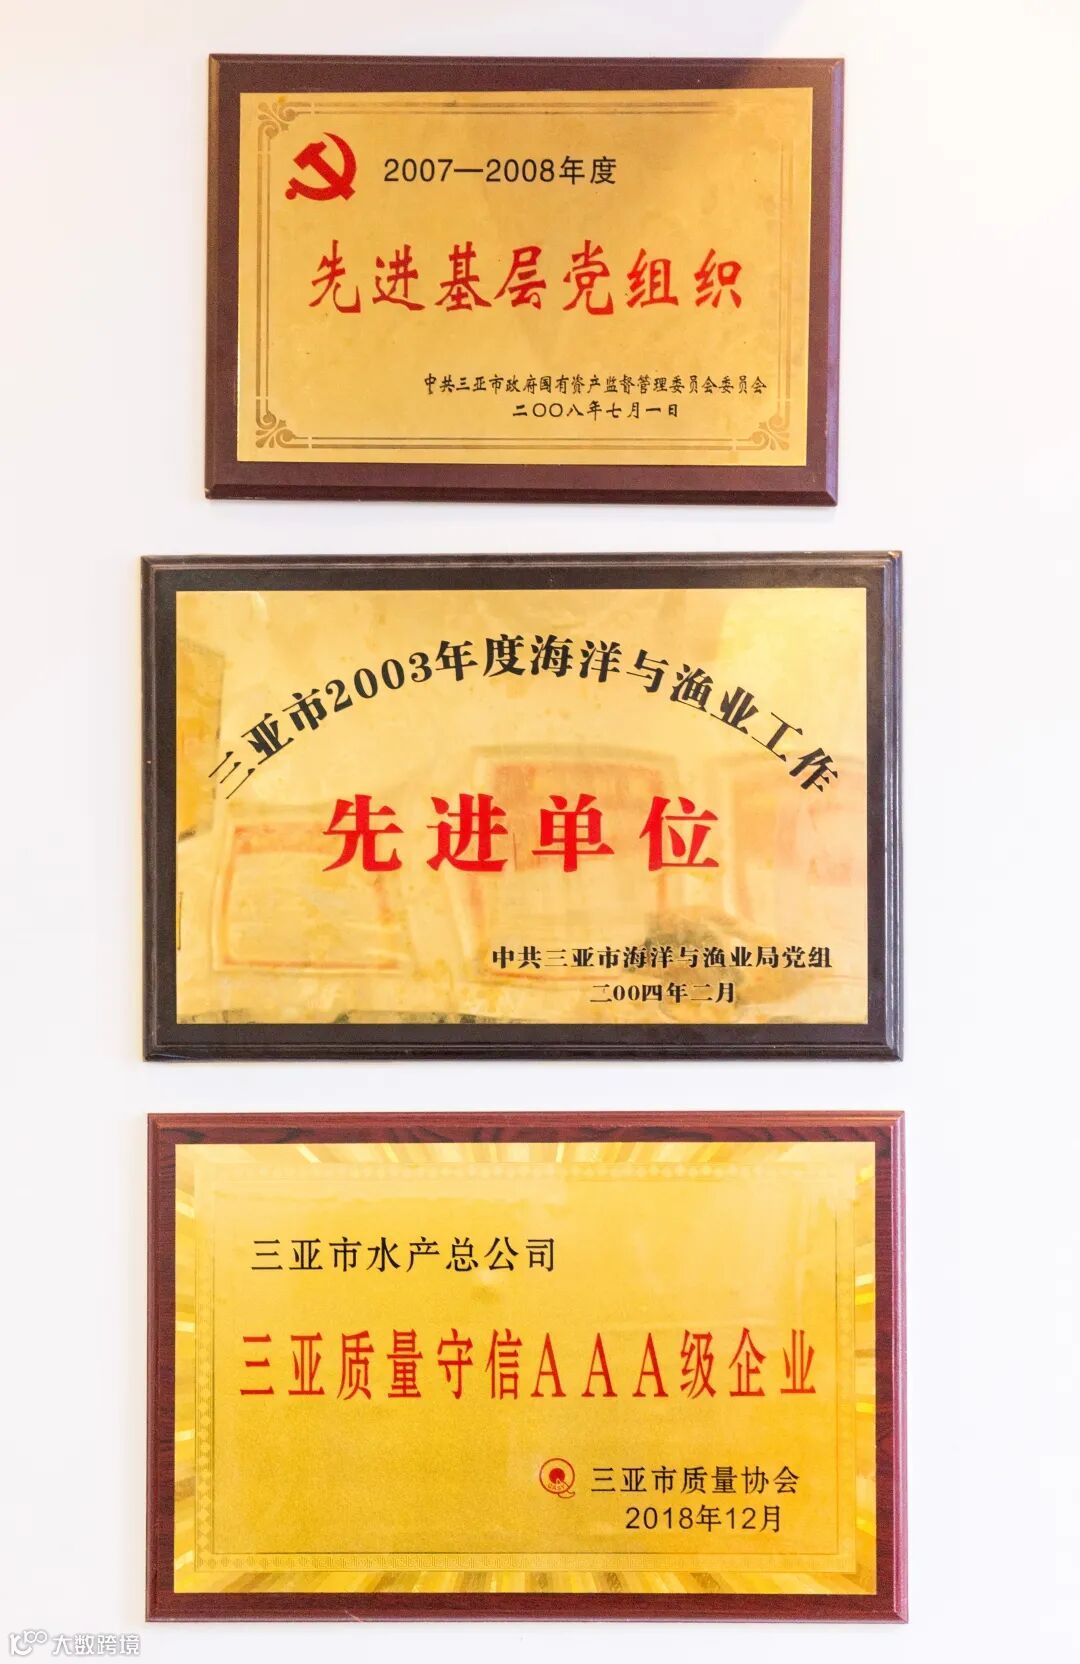 2007—2008年度
先进基层党组织
中共三亚市政府国有资产监督管理委员会委员会
二〇〇八年七月一日
三亚市2003年度海洋与渔业工作
先进单位
中共三亚市海洋与渔业局党组
二00四年二月
三亚市水产总公司
三亚质量守信AAA级企业
三亚市质量协会
2018年12月
大数跨境